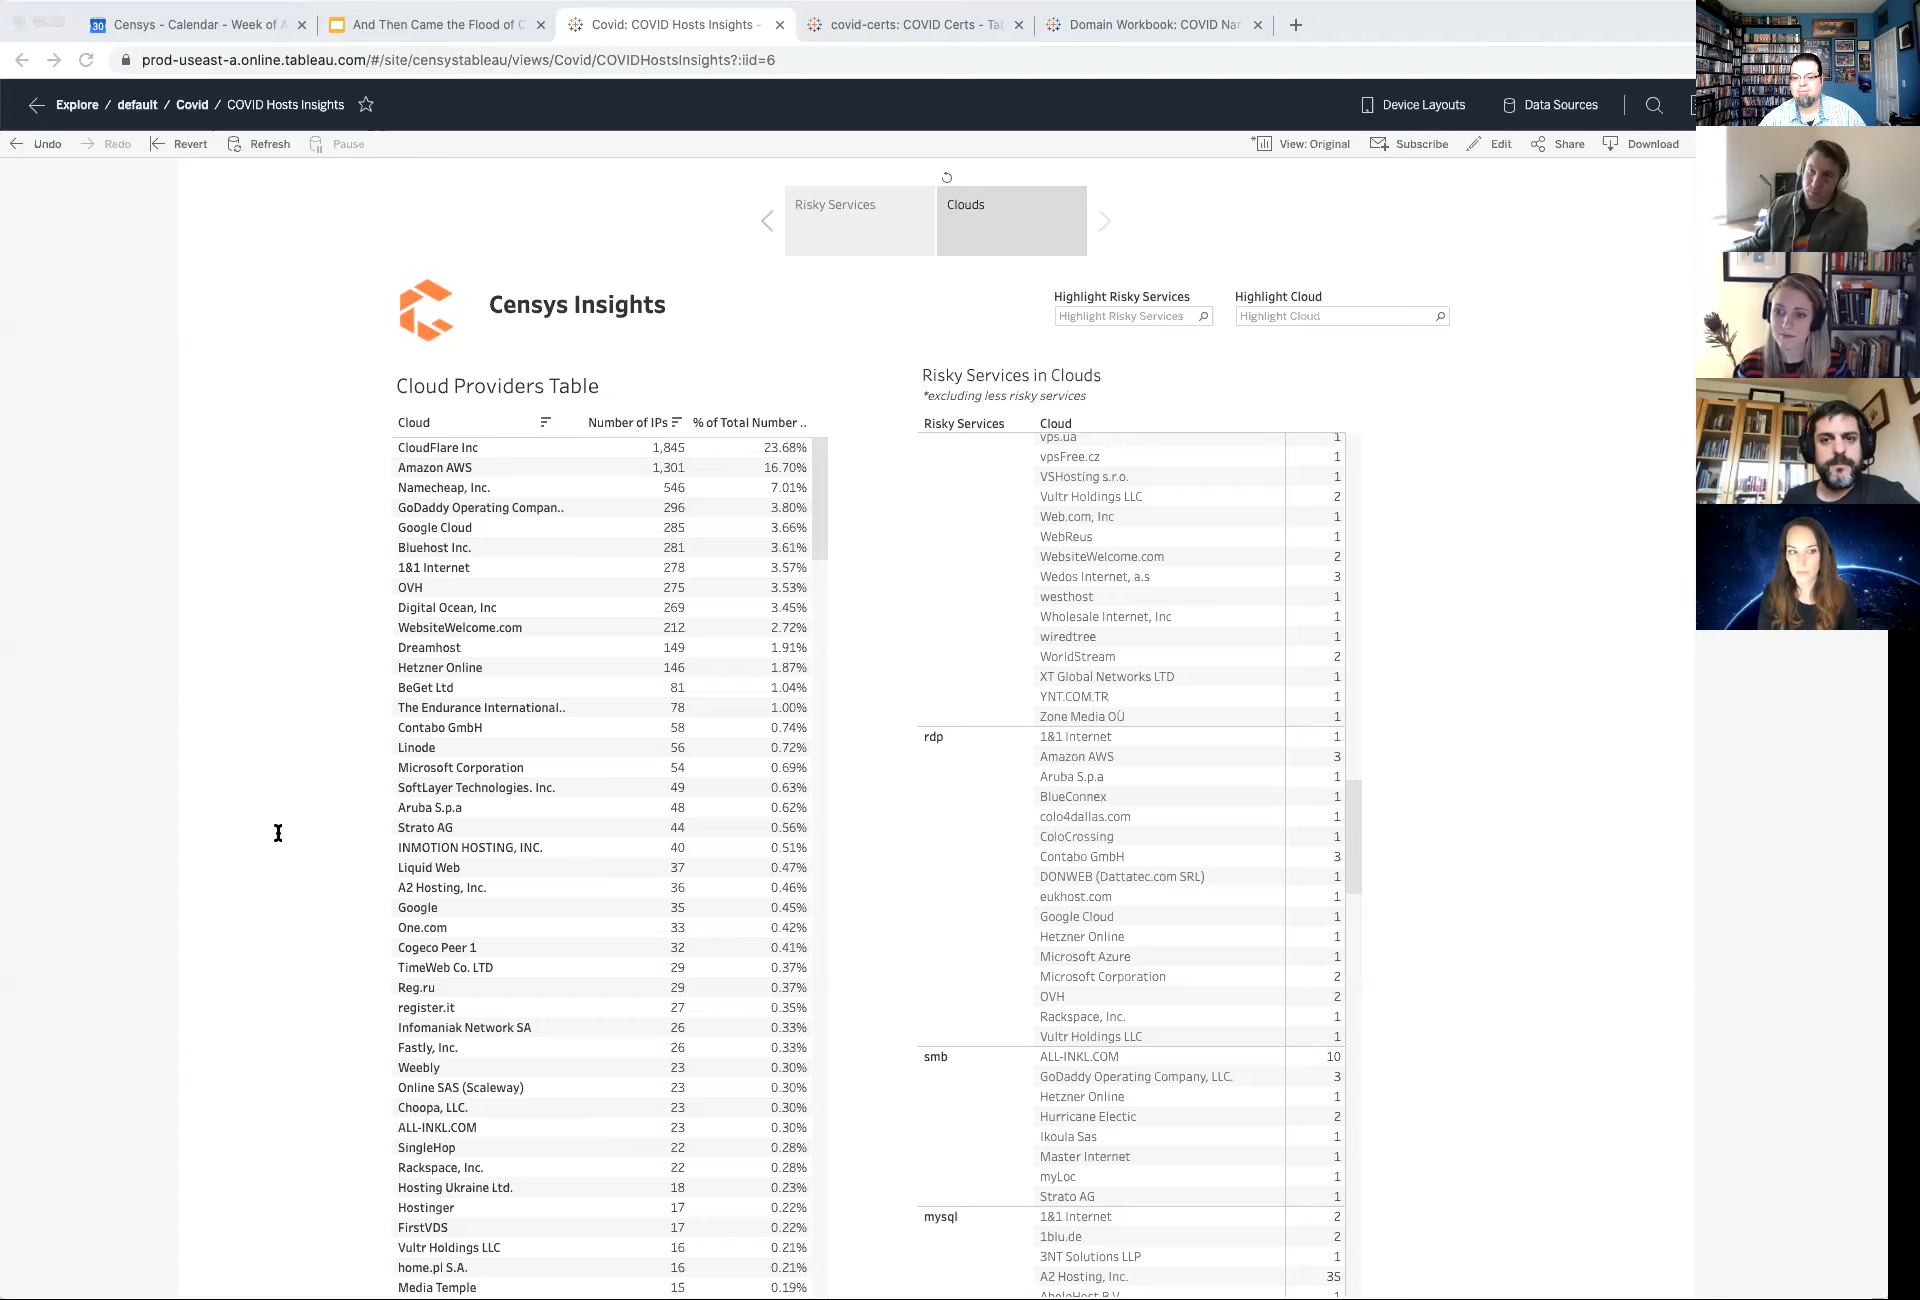 Censys - Calendar - Week of A
And Then Came the Flood of C
Covid: COVID Hosts Insights -
covid-certs: COVID Certs - Tab
Domain Workbook: COVID Nar
prod-useast-a.online.tableau.com/#/site/censystableau/views/Covid/COVIDHostsInsights?:iid=6
Explore / default / Covid / COVID Hosts Insights
Device Layouts
Data Sources
Undo
Redo
Revert
Refresh
Pause
View: Original
Subscribe
Edit
Share
Download
Risky Services
Clouds
Censys Insights
Highlight Risky Services
Highlight Risky Services
Highlight Cloud
Highlight Cloud
Cloud Providers Table
Cloud Number of IPs % of Total Number ..
CloudFlare Inc 1,845 23.68%
Amazon AWS 1,301 16.70%
Namecheap, Inc. 546 7.01%
GoDaddy Operating Compan.. 296 3.80%
Google Cloud 285 3.66%
Bluehost Inc. 281 3.61%
1&1 Internet 278 3.57%
OVH 275 3.53%
Digital Ocean, Inc 269 3.45%
WebsiteWelcome.com 212 2.72%
Dreamhost 149 1.91%
Hetzner Online 146 1.87%
BeGet Ltd 81 1.04%
The Endurance International.. 78 1.00%
Contabo GmbH 58 0.74%
Linode 56 0.72%
Microsoft Corporation 54 0.69%
SoftLayer Technologies. Inc. 49 0.63%
Aruba S.p.a 48 0.62%
Strato AG 44 0.56%
INMOTION HOSTING, INC. 40 0.51%
Liquid Web 37 0.47%
A2 Hosting, Inc. 36 0.46%
Google 35 0.45%
One.com 33 0.42%
Cogeco Peer 1 32 0.41%
TimeWeb Co. LTD 29 0.37%
Reg.ru 29 0.37%
register.it 27 0.35%
Infomaniak Network SA 26 0.33%
Fastly, Inc. 26 0.33%
Weebly 23 0.30%
Online SAS (Scaleway) 23 0.30%
Choopa, LLC. 23 0.30%
ALL-INKL.COM 23 0.30%
SingleHop 22 0.28%
Rackspace, Inc. 22 0.28%
Hosting Ukraine Ltd. 18 0.23%
Hostinger 17 0.22%
FirstVDS 17 0.22%
Vultr Holdings LLC 16 0.21%
home.pl S.A. 16 0.21%
Media Temple 15 0.19%
Risky Services in Clouds
*excluding less risky services
Risky Services Cloud
vps.ua 1
vpsFree.cz 1
VSHosting s.r.o. 1
Vultr Holdings LLC 2
Web.com, Inc 1
WebReus 1
WebsiteWelcome.com 2
Wedos Internet, a.s 3
westhost 1
Wholesale Internet, Inc 1
wiredtree 1
WorldStream 2
XT Global Networks LTD 1
YNT.COM.TR 1
Zone Media OÜ 1
rdp 1&1 Internet 1
Amazon AWS 3
Aruba S.p.a 1
BlueConnex 1
colo4dallas.com 1
ColoCrossing 1
Contabo GmbH 3
DONWEB (Dattatec.com SRL) 1
eukhost.com 1
Google Cloud 1
Hetzner Online 1
Microsoft Azure 1
Microsoft Corporation 2
OVH 2
Rackspace, Inc. 1
Vultr Holdings LLC 1
smb ALL-INKL.COM 10
GoDaddy Operating Company, LLC. 3
Hetzner Online 1
Hurricane Electic 2
Ikoula Sas 1
Master Internet 1
myLoc 1
Strato AG 1
mysql 1&1 Internet 2
1blu.de 2
3NT Solutions LLP 1
A2 Hosting, Inc. 35